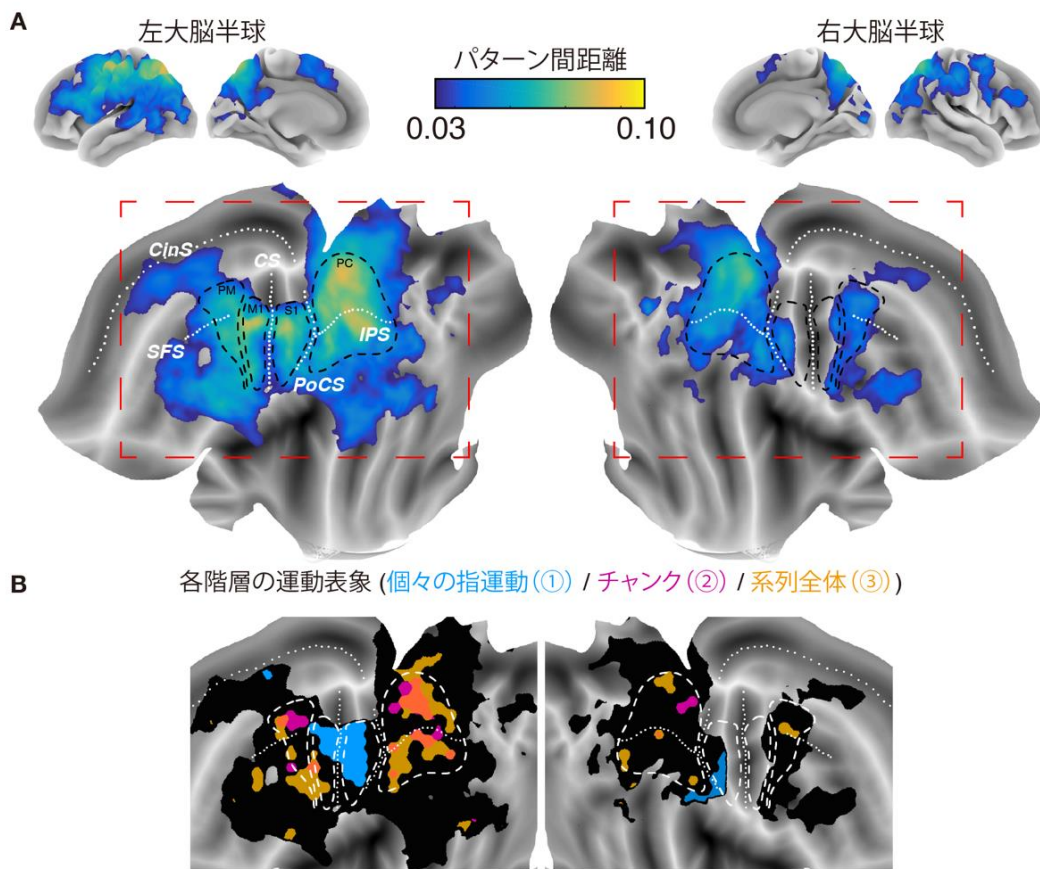 A
左大脳半球
右大脳半球
パターン間距離
0.03
0.10
CinS
CS
PC
PM
M1
S1
IPS
SFS
PoCS
B
各階層の運動表象 (個々の指運動(①) / チャンク(②) / 系列全体(③) )